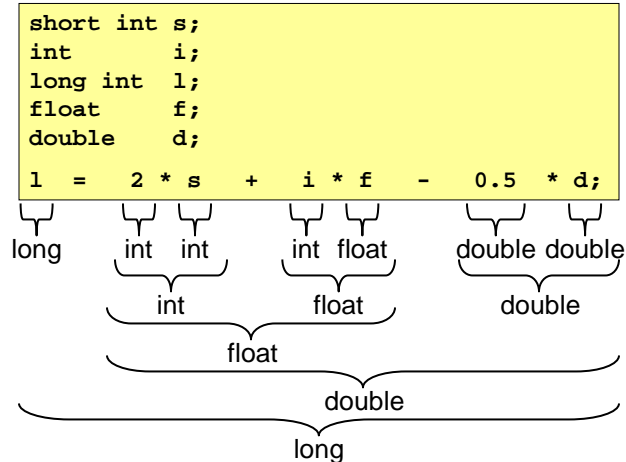 short int s;
int i;
long int l;
float f;
double d;
l = 2 * s + i * f - 0.5 * d;
long int int int float double double
int float double
float
double
long